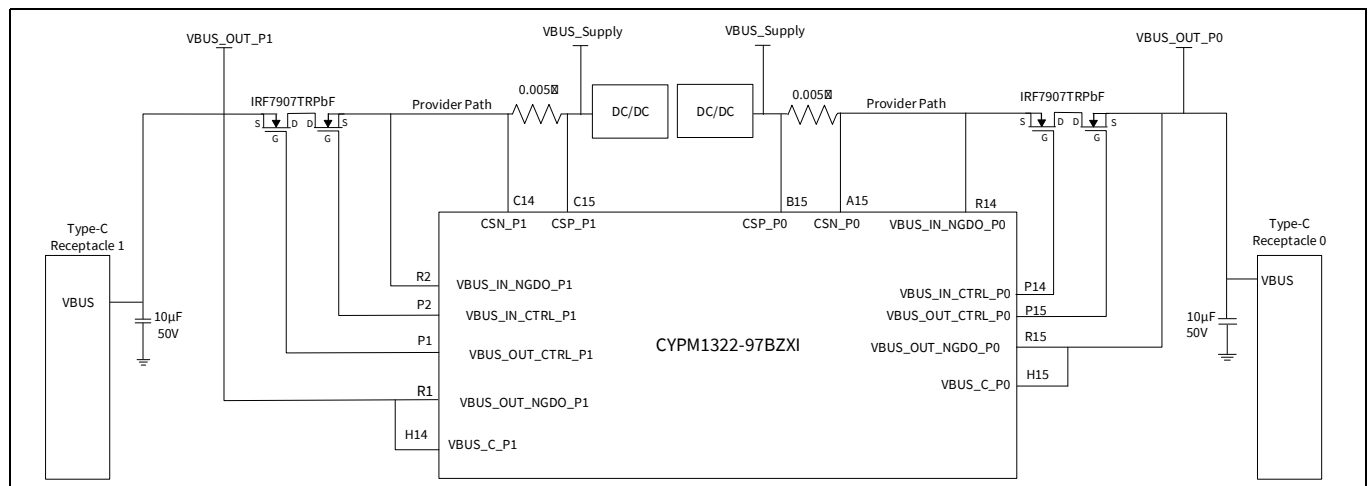 VBUS_OUT_P1
VBUS_Supply
VBUS_Supply
VBUS_OUT_P0
IRF7907TRPbF
Provider Path
0.005
DC/DC
DC/DC
0.005
Provider Path
IRF7907TRPbF
S
D
D
S
G
G
S
D
D
S
G
G
C14
C15
B15
A15
R14
CSN_P1
CSP_P1
CSP_P0
CSN_P0
VBUS_IN_NGDO_P0
Type-C
Receptacle 1
VBUS
10µF
50V
R2
VBUS_IN_NGDO_P1
P2
VBUS_IN_CTRL_P1
P1
VBUS_OUT_CTRL_P1
R1
VBUS_OUT_NGDO_P1
H14
VBUS_C_P1
CYPM1322-97BZXI
VBUS_IN_CTRL_P0
P14
VBUS_OUT_CTRL_P0
P15
VBUS_OUT_NGDO_P0
R15
VBUS_C_P0
H15
Type-C
Receptacle 0
VBUS
10µF
50V